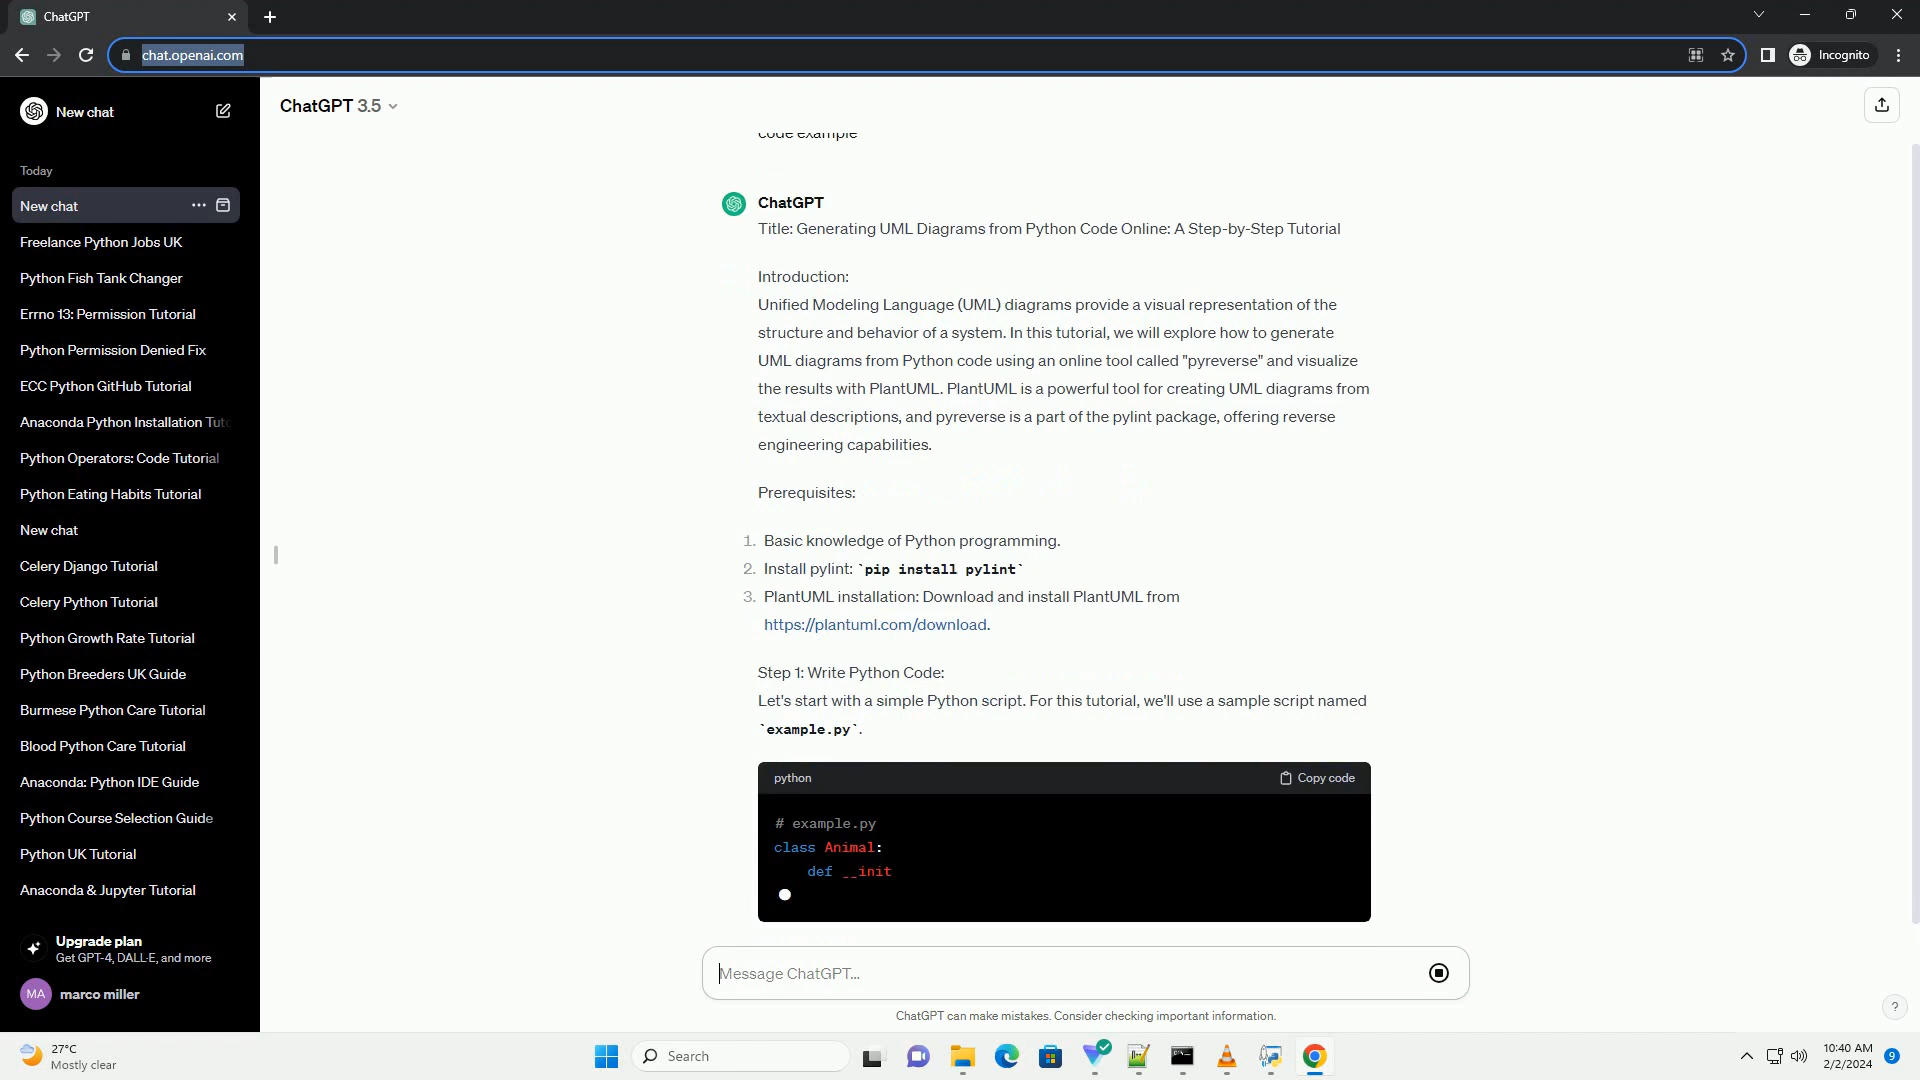 ChatGPT
chat.openai.com
Incognito
New chat
Today
New chat
Freelance Python Jobs UK
Python Fish Tank Changer
Errno 13: Permission Tutorial
Python Permission Denied Fix
ECC Python GitHub Tutorial
Anaconda Python Installation Tuto
Python Operators: Code Tutorial
Python Eating Habits Tutorial
New chat
Celery Django Tutorial
Celery Python Tutorial
Python Growth Rate Tutorial
Python Breeders UK Guide
Burmese Python Care Tutorial
Blood Python Care Tutorial
Anaconda: Python IDE Guide
Python Course Selection Guide
Python UK Tutorial
Anaconda & Jupyter Tutorial
Upgrade plan
Get GPT-4, DALL·E, and more
MA marco miller
ChatGPT 3.5
code example
ChatGPT
Title: Generating UML Diagrams from Python Code Online: A Step-by-Step Tutorial
Introduction:
Unified Modeling Language (UML) diagrams provide a visual representation of the
structure and behavior of a system. In this tutorial, we will explore how to generate
UML diagrams from Python code using an online tool called "pyreverse" and visualize
the results with PlantUML. PlantUML is a powerful tool for creating UML diagrams from
textual descriptions, and pyreverse is a part of the pylint package, offering reverse
engineering capabilities.
Prerequisites:
1. Basic knowledge of Python programming.
2. Install pylint: `pip install pylint`
3. PlantUML installation: Download and install PlantUML from
https://plantuml.com/download.
Step 1: Write Python Code:
Let's start with a simple Python script. For this tutorial, we'll use a sample script named
`example.py`.
python Copy code
# example.py
class Animal:
def __init
Message ChatGPT...
ChatGPT can make mistakes. Consider checking important information.
?
27°C
Mostly clear
Search
10:40 AM
2/2/2024
9